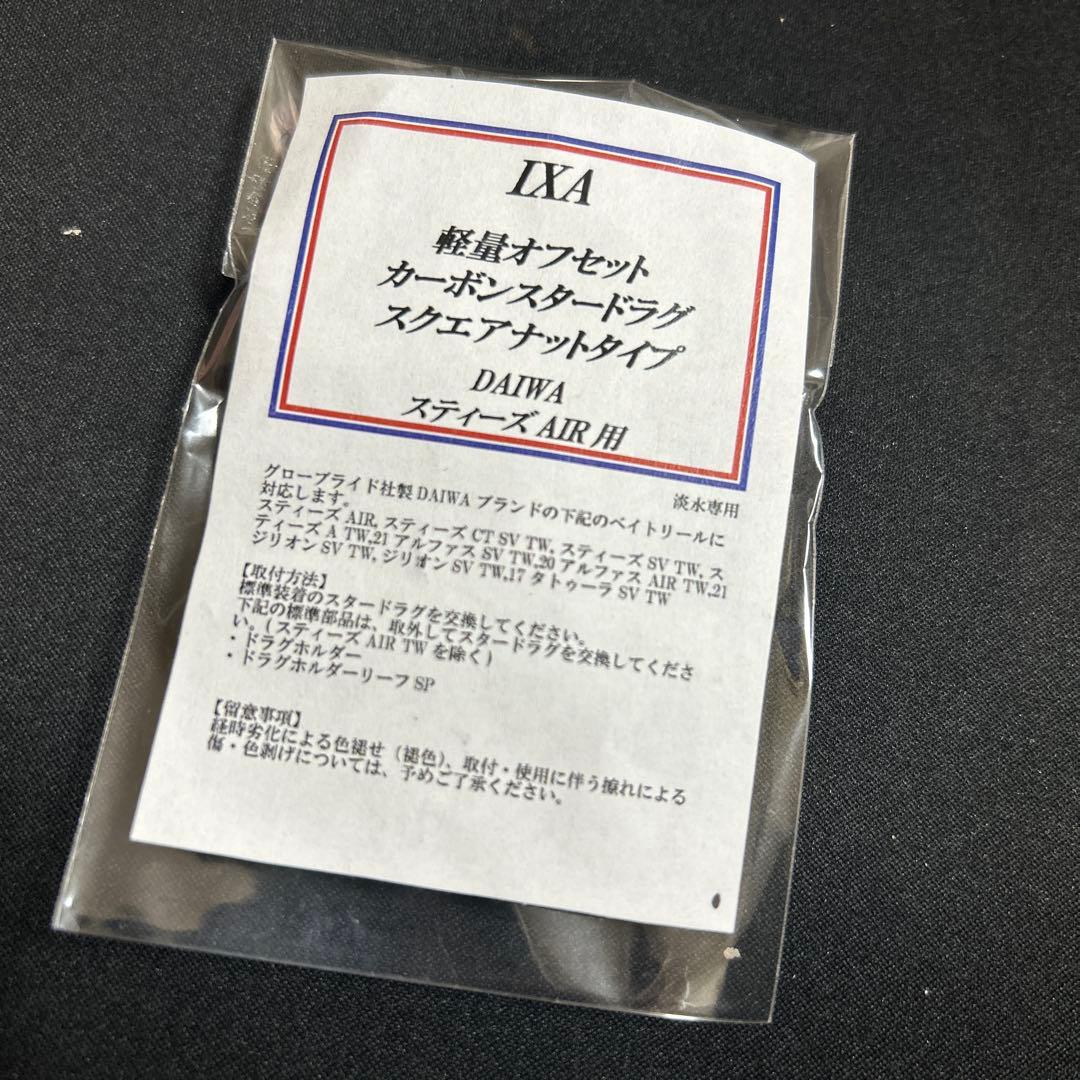 IXA
軽量オフセット
カーボンスタードラグ
スクエアナットタイプ
DAIWA
スティーズ AIR 用
淡水専用
グローブライド社製 DAIWA ブランドの下記のベイトリールに
対応します。
スティーズ AIR, スティーズ CT SV TW, スティーズ SV TW, ス
ティーズ A TW,21 アルファス SV TW,20 アルファス AIR TW,21
ジリオン SV TW, ジリオン SV TW,17 タトゥーラ SV TW
【取付方法】
標準装着のスタードラグを交換してください。
下記の標準部品は、取外してスタードラグを交換してくださ
い。( スティーズ AIR TW を除く )
・ドラグホルダー
・ドラグホルダーリーフ SP
【留意事項】
経時劣化による色褪せ（褪色）、取付・使用に伴う擦れによる
傷・色剥げについては、予めご了承ください。